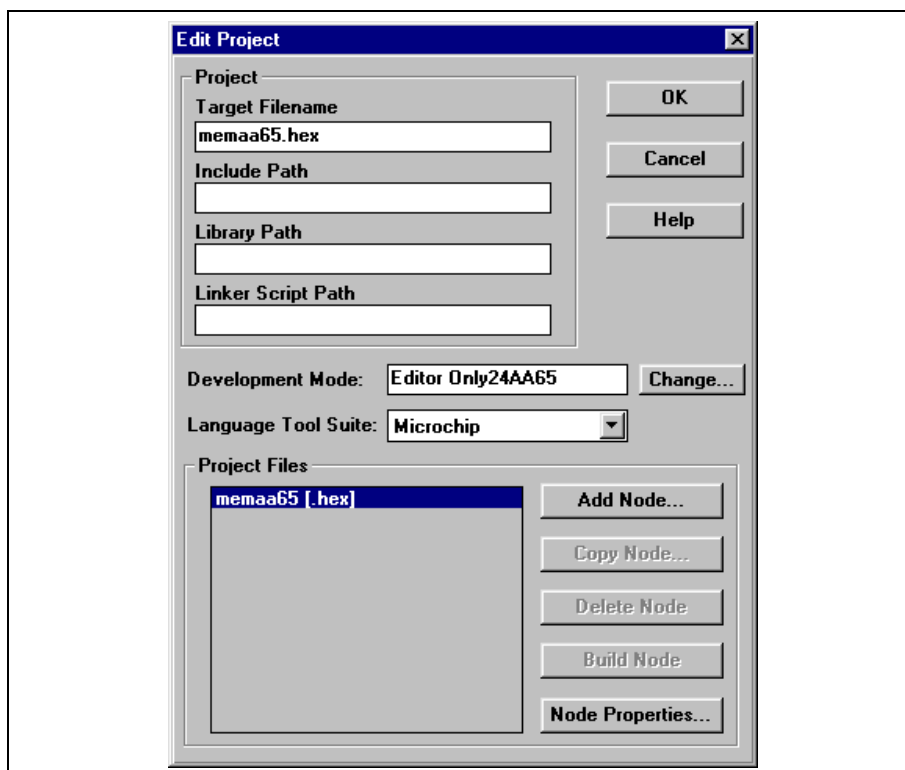 Edit Project
Project
Target Filename
memaa65.hex
Include Path
Library Path
Linker Script Path
OK
Cancel
Help
Development Mode: Editor Only24AA65 Change...
Language Tool Suite: Microchip
Project Files
memaa65 [.hex]
Add Node...
Copy Node...
Delete Node
Build Node
Node Properties...